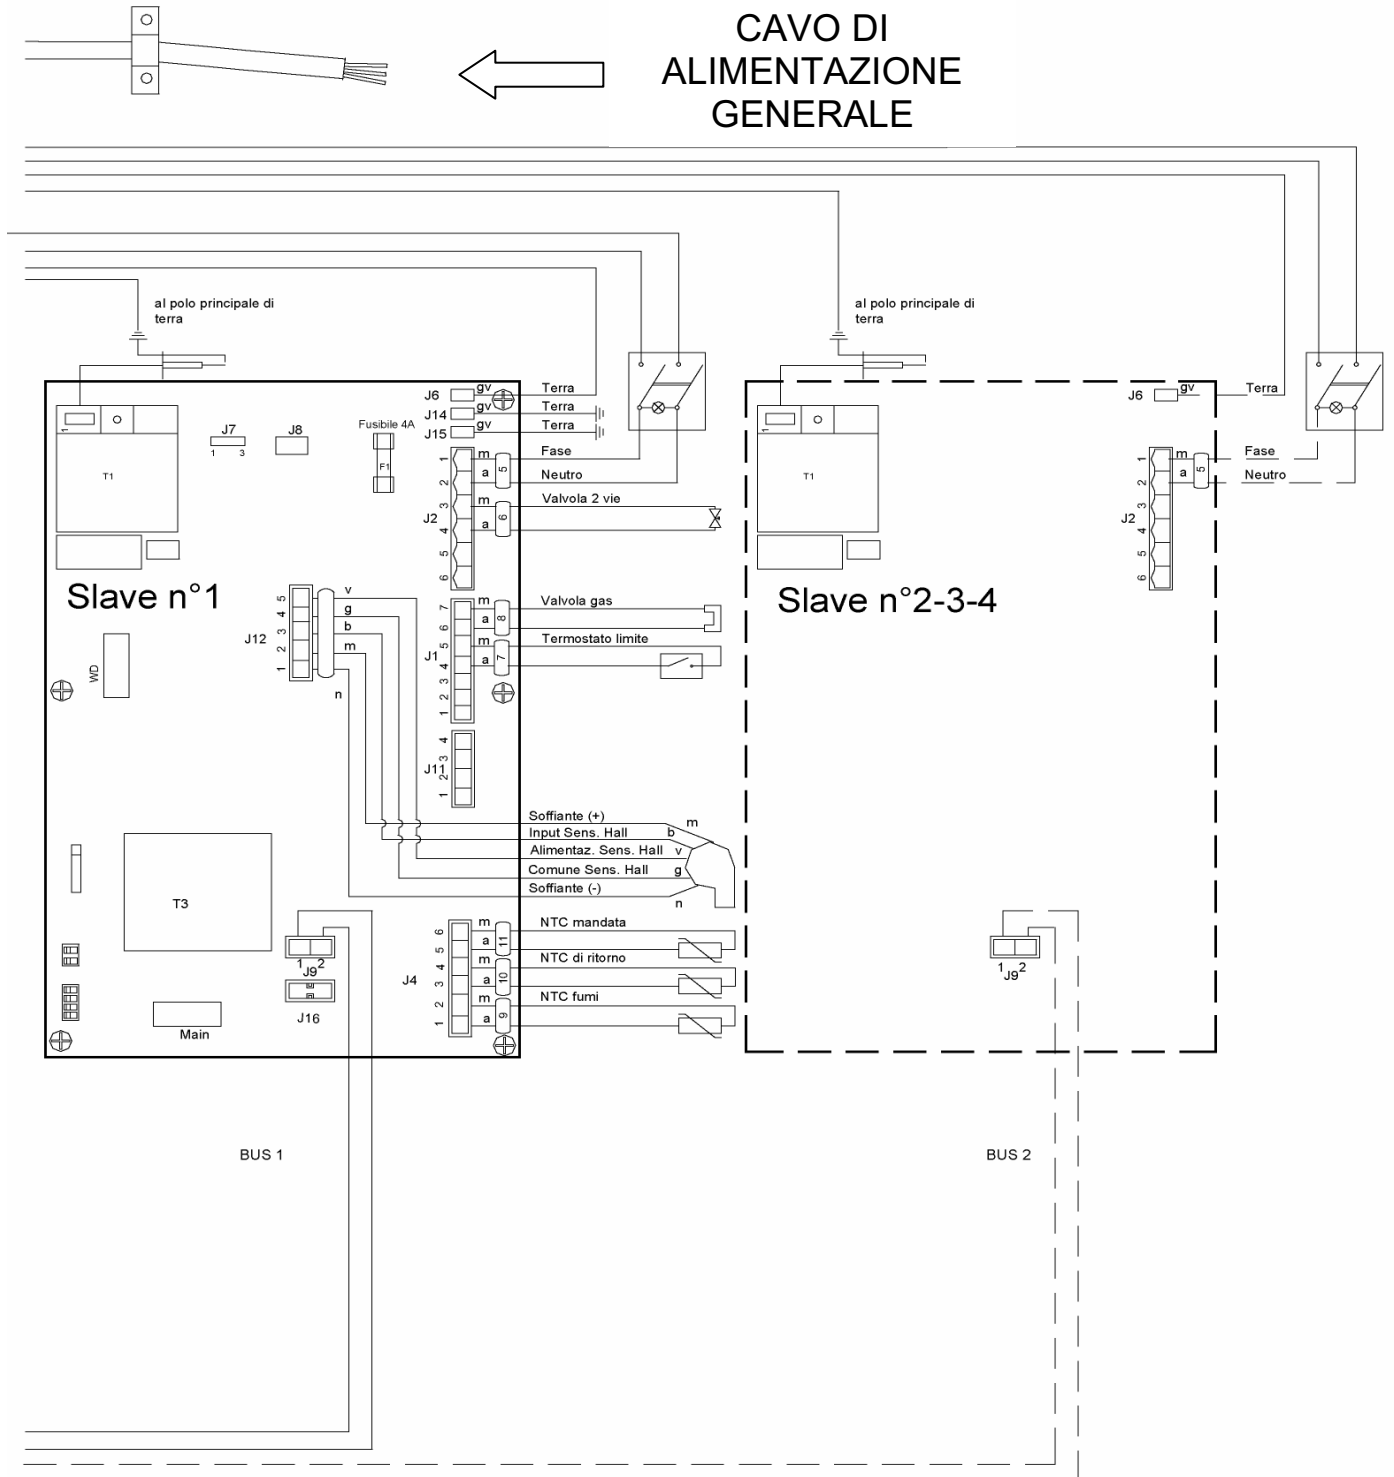 CAVO DI
ALIMENTAZIONE
GENERALE
al polo principale di
terra
al polo principale di
terra
J6
gv
Terra
J14
gv
Terra
J15
gv
Terra
J7
1 3
J8
Fusibile 4A
F1
T1
1
J2
1
2
3
4
5
6
m
a
5
Fase
Neutro
m
a
6
Valvola 2 vie
Slave n°1
J12
5
4
3
2
1
v
g
b
m
n
WD
J1
7
6
5
4
3
2
1
m
a
8
Valvola gas
m
a
7
Termostato limite
J11
4
3
2
1
Soffiante (+)
m
Input Sens. Hall
b
Alimentaz. Sens. Hall
v
Comune Sens. Hall
g
Soffiante (-)
n
T3
1 2
J9
J16
Main
J4
6
5
4
3
2
1
m
a
11
NTC mandata
m
a
10
NTC di ritorno
m
a
9
NTC fumi
BUS 1
J6
gv
Terra
1
T1
J2
1
2
3
4
5
6
m
a
5
Fase
Neutro
Slave n°2-3-4
1 2
J9
BUS 2